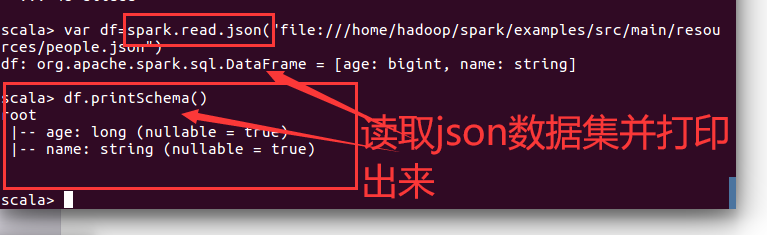 scala> var df=spark.read.json("file:///home/hadoop/spark/examples/src/main/resou
rces/people.json")
df: org.apache.spark.sql.DataFrame = [age: bigint, name: string]
scala> df.printSchema()
root
 |-- age: long (nullable = true)
 |-- name: string (nullable = true)
读取json数据集并打印
出来
scala>